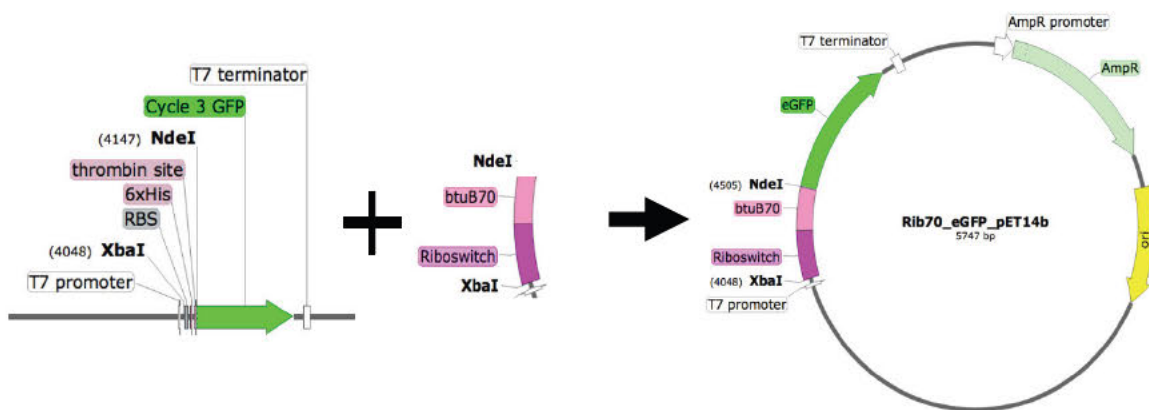 T7 terminator
Cycle 3 GFP
(4147) NdeI
thrombin site
6xHis
RBS
(4048) XbaI
T7 promoter
NdeI
btuB70
Riboswitch
XbaI
AmpR promoter
T7 terminator
AmpR
eGFP
(4505) NdeI
btuB70
Rib70_eGFP_pET14b
5747 bp
ori
Riboswitch
(4048) XbaI
T7 promoter